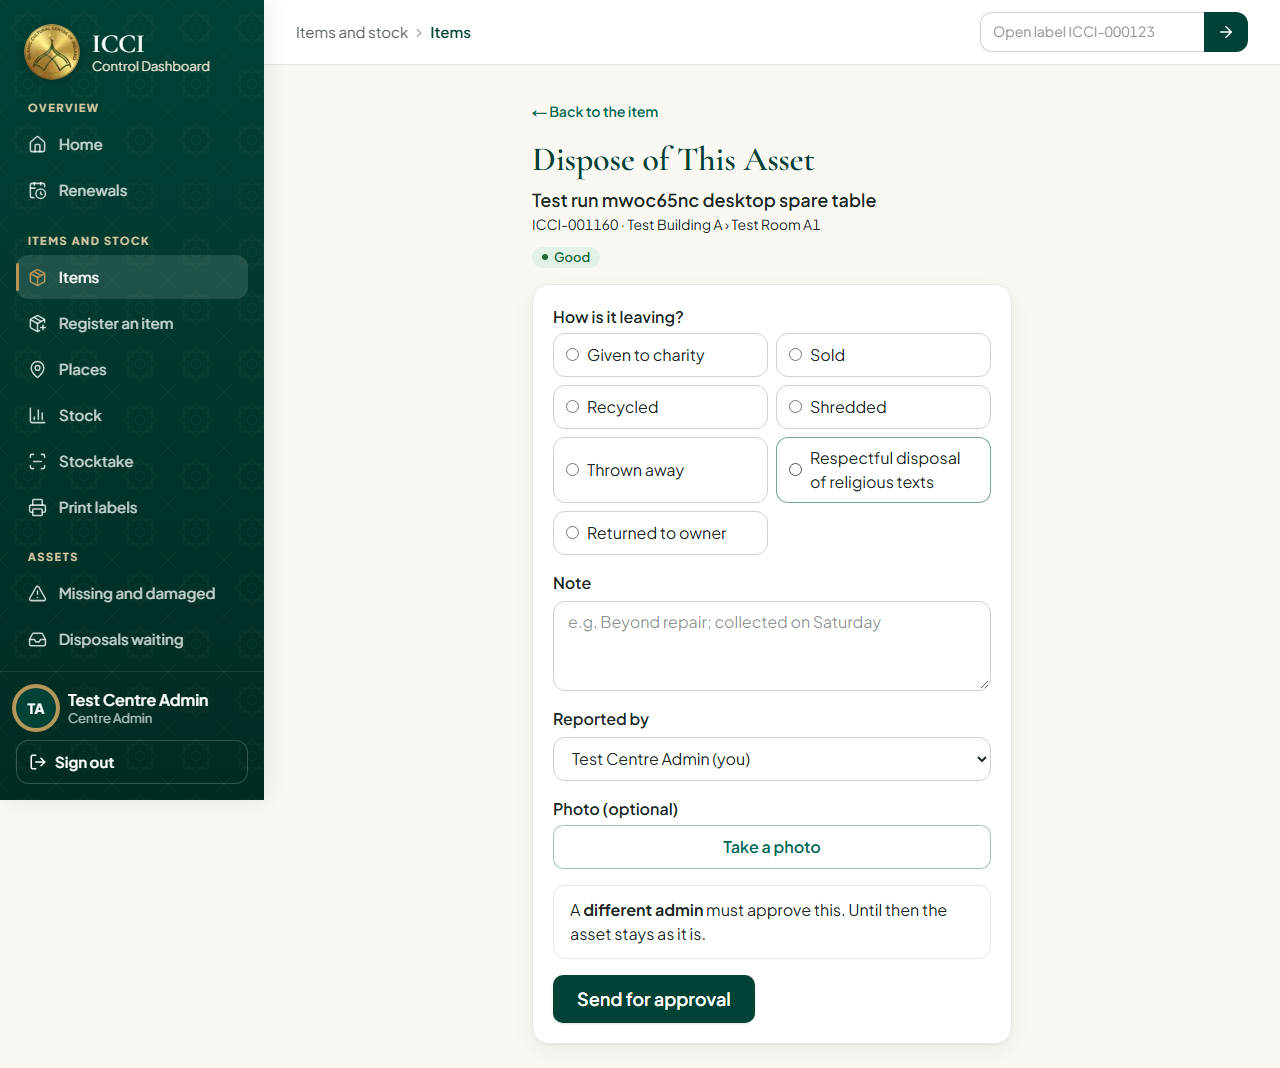 ICCI
Control Dashboard
OVERVIEW
Home
Renewals
ITEMS AND STOCK
Items
Register an item
Places
Stock
Stocktake
Print labels
ASSETS
Missing and damaged
Disposals waiting
TA
Test Centre Admin
Centre Admin
Sign out
Items and stock › Items
Open label ICCI-000123
← Back to the item
Dispose of This Asset
Test run mwoc65nc desktop spare table
ICCI-001160 · Test Building A › Test Room A1
Good
How is it leaving?
Given to charity
Sold
Recycled
Shredded
Thrown away
Respectful disposal
of religious texts
Returned to owner
Note
e.g. Beyond repair; collected on Saturday
Reported by
Test Centre Admin (you)
Photo (optional)
Take a photo
A different admin must approve this. Until then the
asset stays as it is.
Send for approval